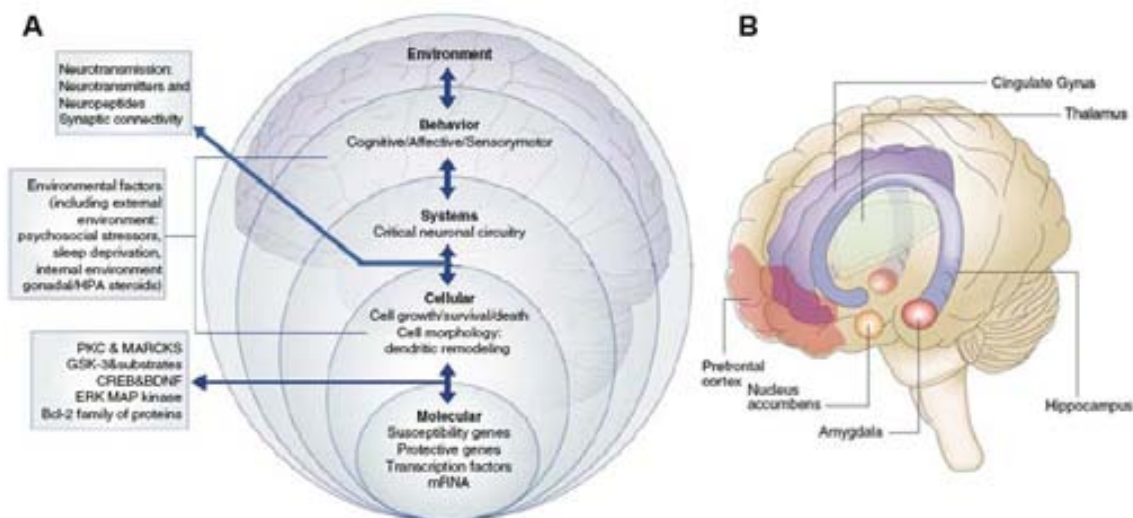 A
Neurotransmission:
Neurotransmitters and
Neuropeptides
Synaptic connectivity
Environmental factors
(including external
environment:
psychosocial stressors,
sleep deprivation,
internal environment
gonadal/HPA steroids)
PKC & MARCKS
GSK-3&substrates
CREB&BDNF
ERK MAP kinase
Bcl-2 family of proteins
Environment
Behavior
Cognitive/Affective/Sensorymotor
Systems
Critical neuronal circuitry
Cellular
Cell growth/survival/death
Cell morphology:
dendritic remodeling
Molecular
Susceptibility genes
Protective genes
Transcription factors
mRNA
B
Cingulate Gyrus
Thalamus
Prefrontal
cortex
Nucleus
accumbens
Amygdala
Hippocampus